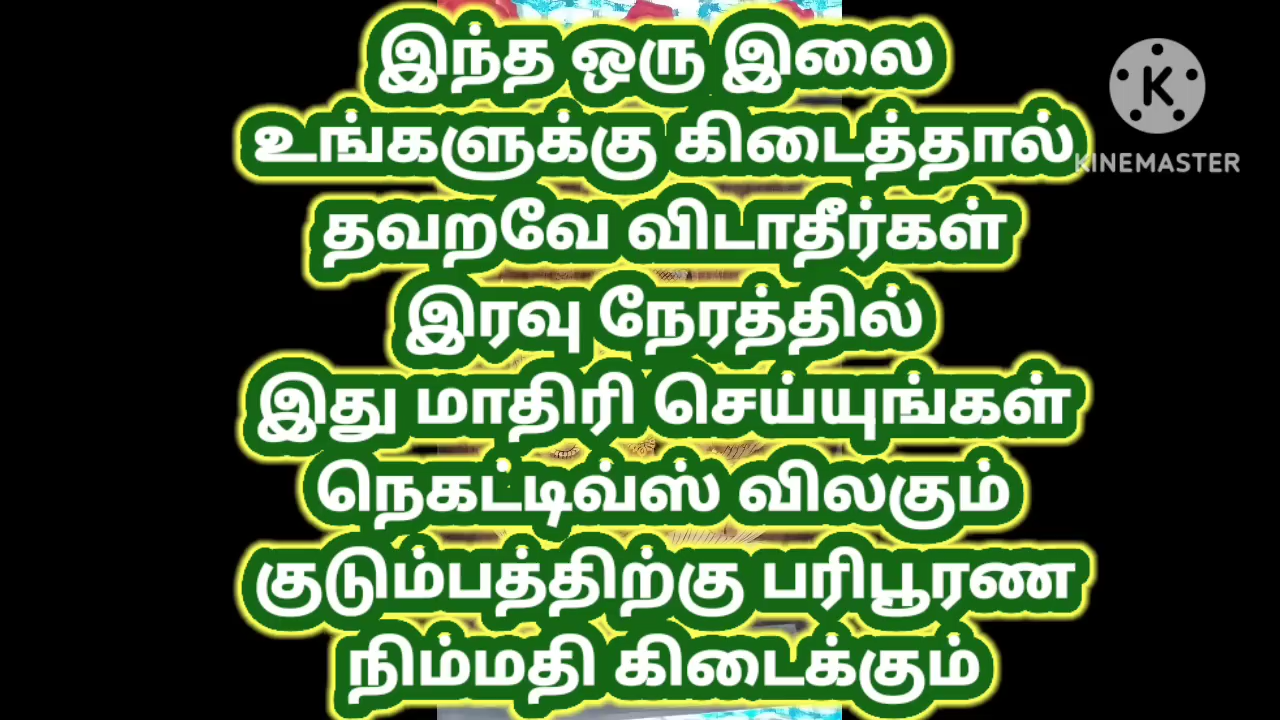 இந்த ஒரு இலை
உங்களுக்கு கிடைத்தால்
KINEMASTER
தவறவே விடாதீர்கள்
இரவு நேரத்தில்
இது மாதிரி செய்யுங்கள்
நெகட்டிவ்ஸ் விலகும்
குடும்பத்திற்கு பரிபூரண
நிம்மதி கிடைக்கும்